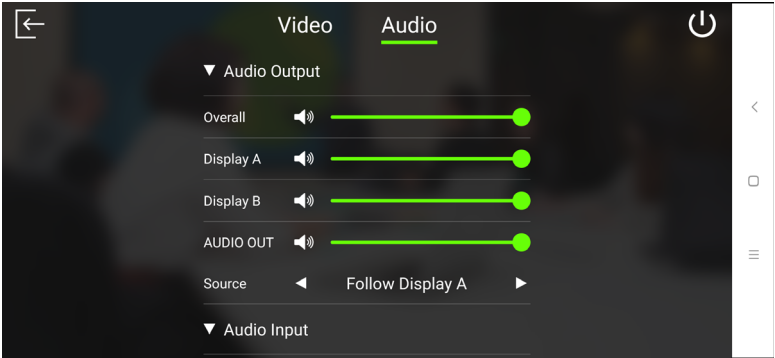 Video Audio
Audio Output
Overall
Display A
Display B
AUDIO OUT
Source Follow Display A
Audio Input